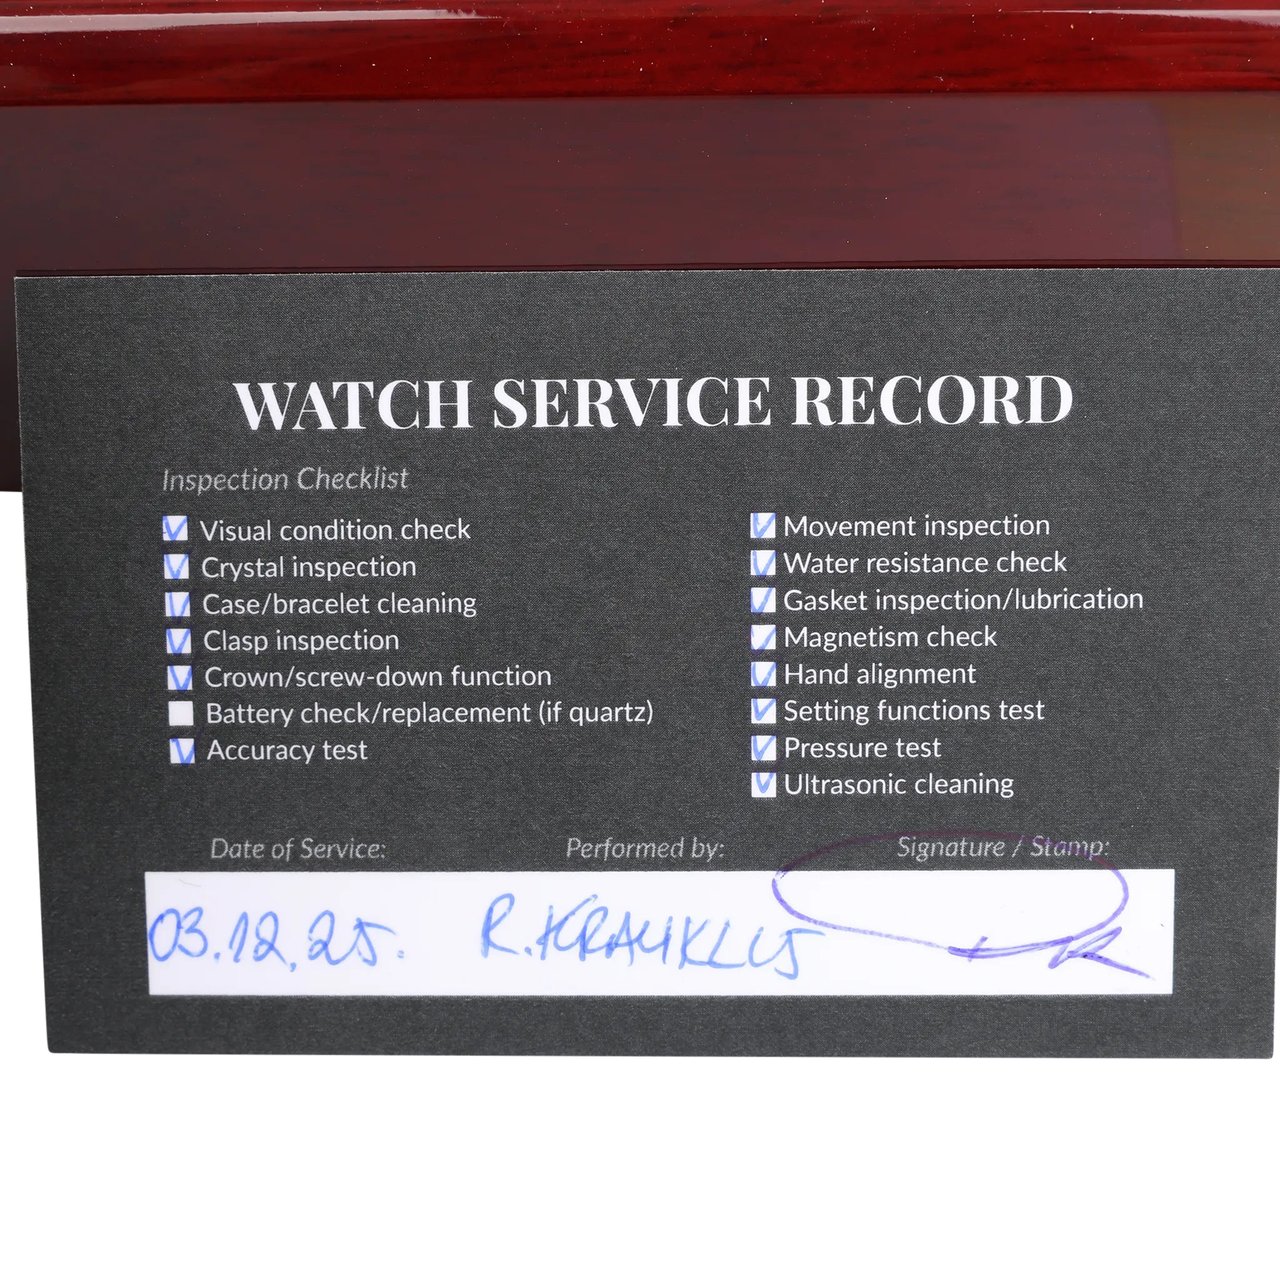 WATCH SERVICE RECORD
Inspection Checklist
Visual condition check
Crystal inspection
Case/bracelet cleaning
Clasp inspection
Crown/screw-down function
Battery check/replacement (if quartz)
Accuracy test
Movement inspection
Water resistance check
Gasket inspection/lubrication
Magnetism check
Hand alignment
Setting functions test
Pressure test
Ultrasonic cleaning
Date of Service: Performed by: Signature / Stamp:
03.12.25. R. KRAUKLIS